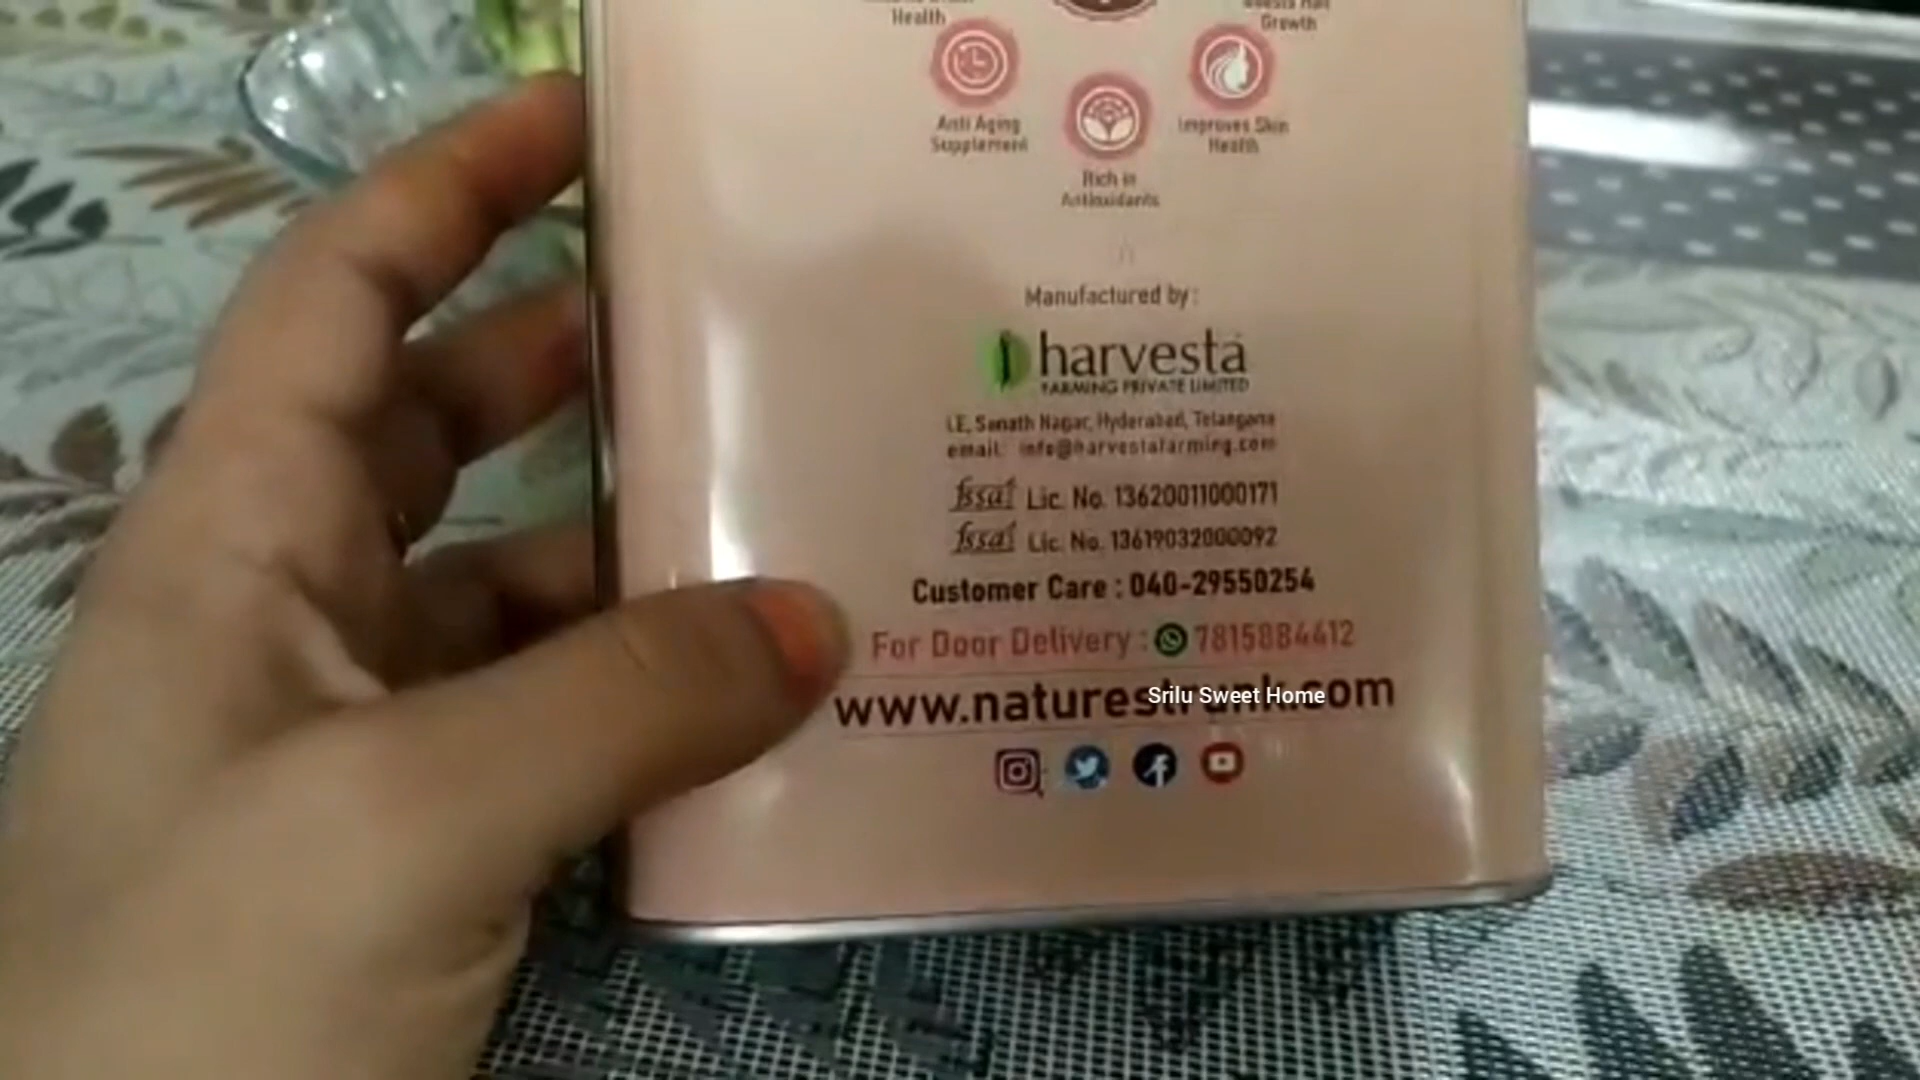 Health
Growth
Anti Aging
Supplement
Improves Skin
Health
Rich in
Antioxidants
Manufactured by :
harvesta
FARMING PRIVATE LIMITED
I.E, Sanath Nagar, Hyderabad, Telangana
email: info@harvestafarming.com
fssai Lic. No. 13620011000171
fssai Lic. No. 13619032000092
Customer Care : 040-29550254
For Door Delivery : 7815884412
www.naturestrunk.com
Srilu Sweet Home